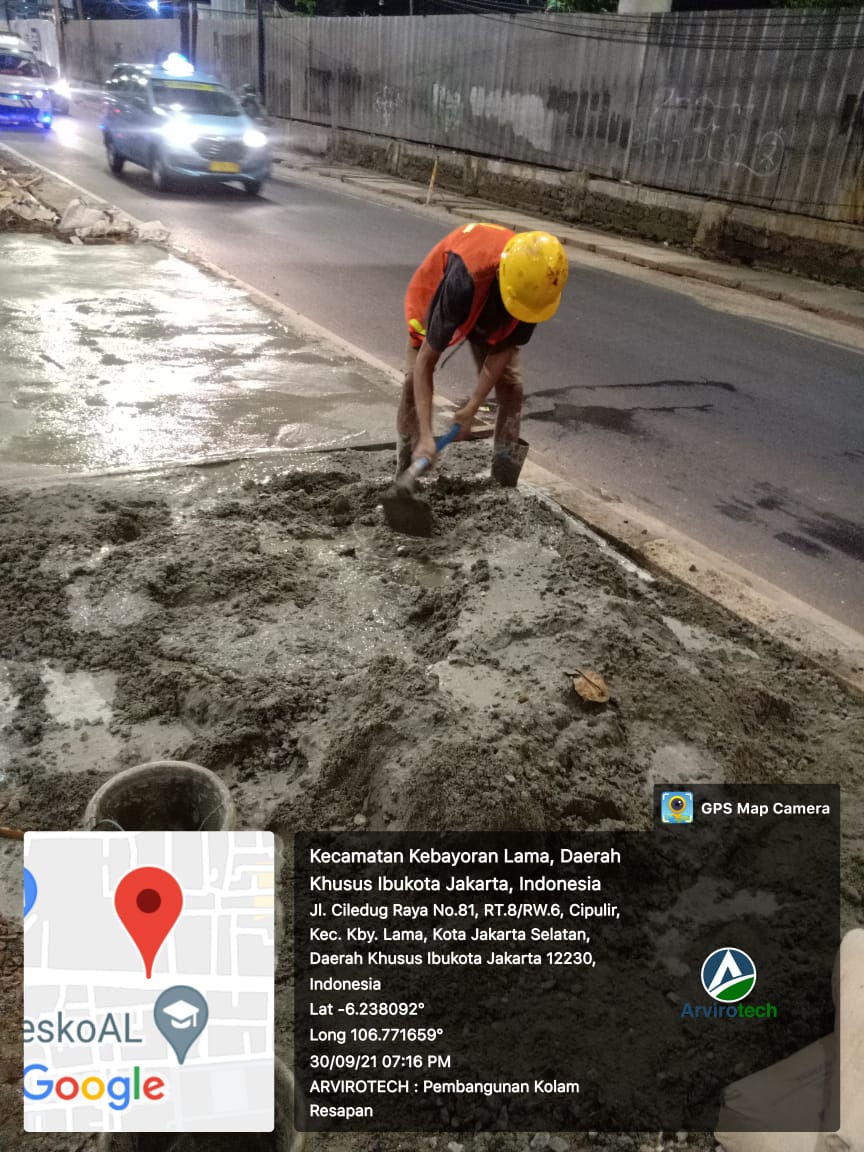 GPS Map Camera
Kecamatan Kebayoran Lama, Daerah
Khusus Ibukota Jakarta, Indonesia
Jl. Ciledug Raya No.81, RT.8/RW.6, Cipulir,
Kec. Kby. Lama, Kota Jakarta Selatan,
Daerah Khusus Ibukota Jakarta 12230,
Indonesia
Lat -6.238092°
Long 106.771659°
30/09/21 07:16 PM
ARVIROTECH : Pembangunan Kolam
Resapan
Arvirotech
eskoAL
Google